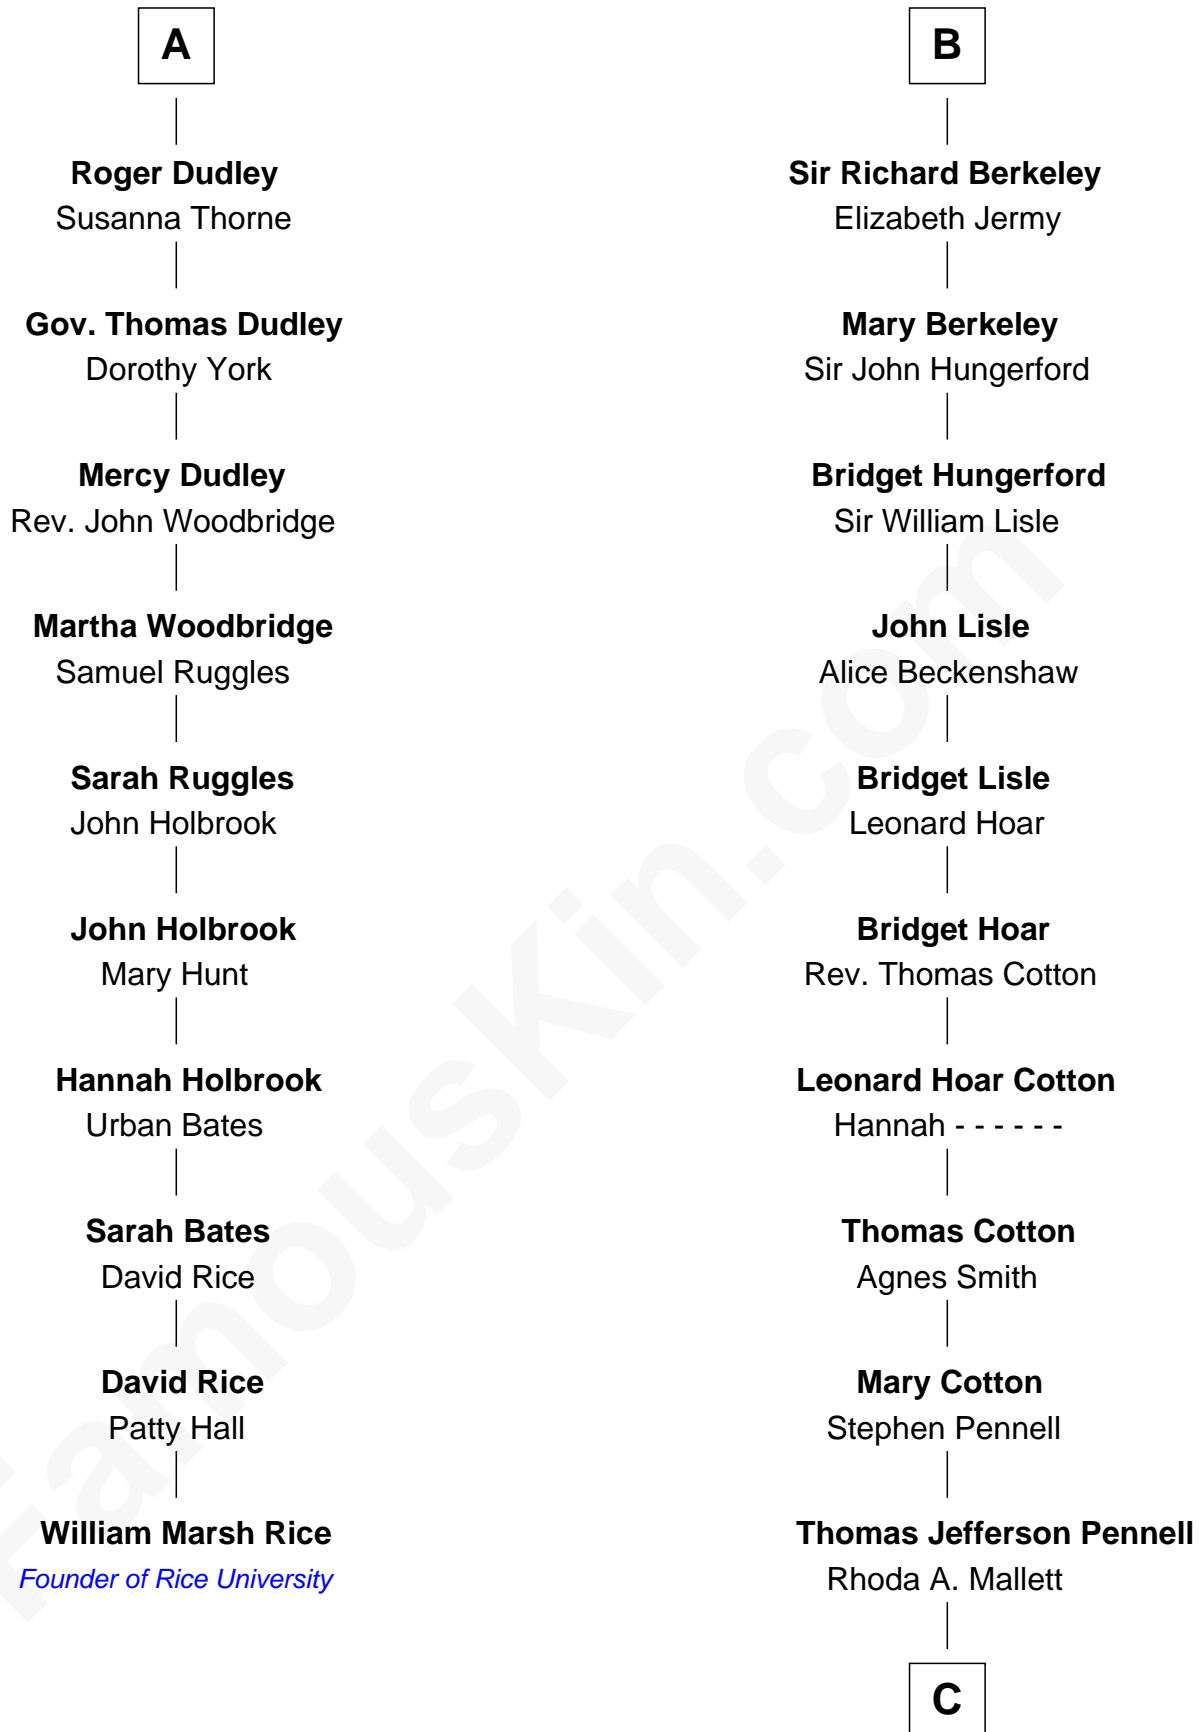 A
Roger Dudley
Susanna Thorne
Gov. Thomas Dudley
Dorothy York
Mercy Dudley
Rev. John Woodbridge
Martha Woodbridge
Samuel Ruggles
Sarah Ruggles
John Holbrook
John Holbrook
Mary Hunt
Hannah Holbrook
Urban Bates
Sarah Bates
David Rice
David Rice
Patty Hall
William Marsh Rice
Founder of Rice University
B
Sir Richard Berkeley
Elizabeth Jermy
Mary Berkeley
Sir John Hungerford
Bridget Hungerford
Sir William Lisle
John Lisle
Alice Beckenshaw
Bridget Lisle
Leonard Hoar
Bridget Hoar
Rev. Thomas Cotton
Leonard Hoar Cotton
Hannah - - - - - -
Thomas Cotton
Agnes Smith
Mary Cotton
Stephen Pennell
Thomas Jefferson Pennell
Rhoda A. Mallett
C
FamousKin.com